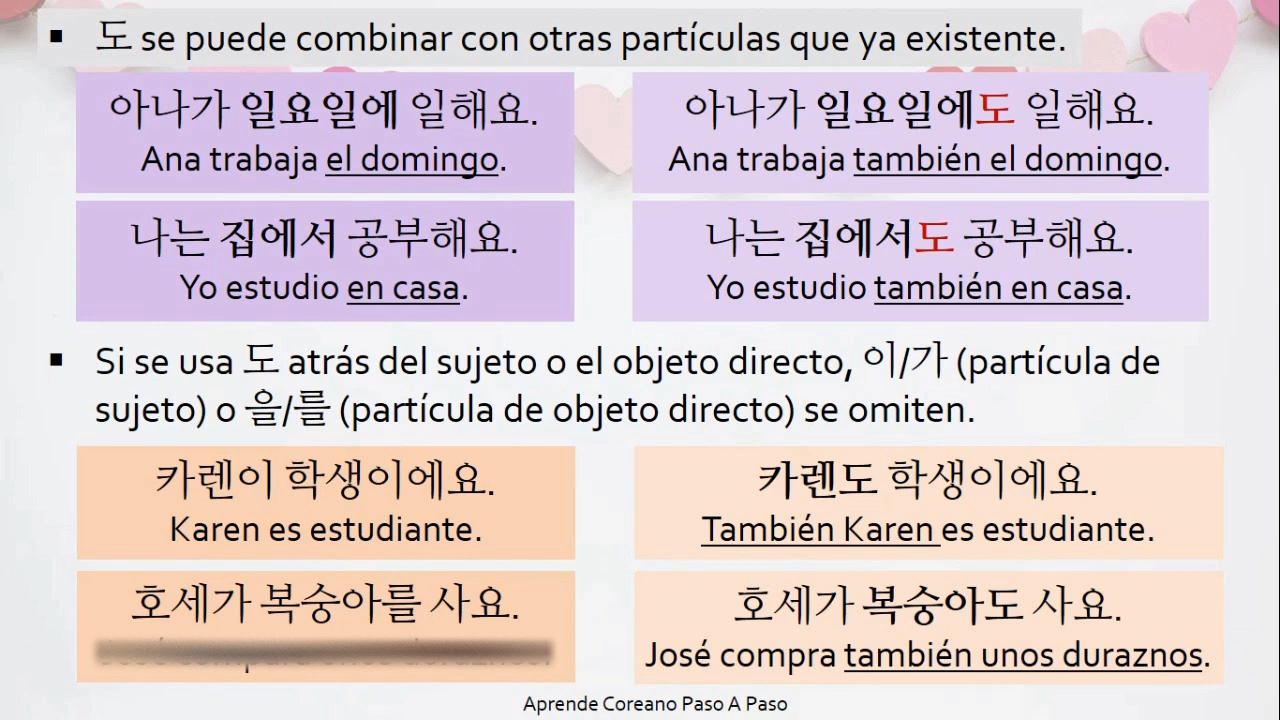 ▪ 도 se puede combinar con otras partículas que ya existente.
아나가 일요일에 일해요.
Ana trabaja el domingo.
아나가 일요일에도 일해요.
Ana trabaja también el domingo.
나는 집에서 공부해요.
Yo estudio en casa.
나는 집에서도 공부해요.
Yo estudio también en casa.
▪ Si se usa 도 atrás del sujeto o el objeto directo, 이/가 (partícula de
sujeto) o 을/를 (partícula de objeto directo) se omiten.
카렌이 학생이에요.
Karen es estudiante.
카렌도 학생이에요.
También Karen es estudiante.
호세가 복숭아를 사요.
호세가 복숭아도 사요.
José compra también unos duraznos.
Aprende Coreano Paso A Paso